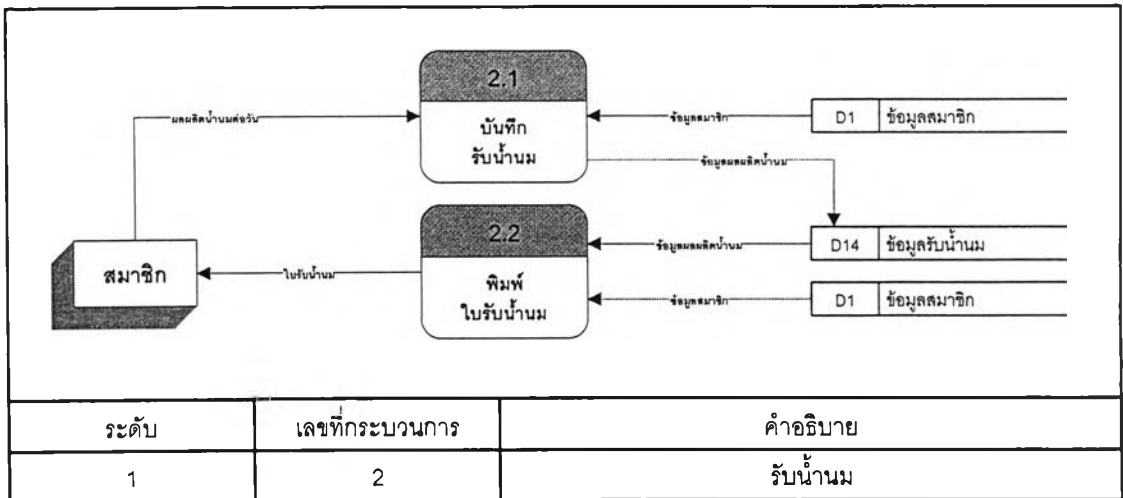 2.1
บันทึก
รับน้ำนม
ผลผลิตน้ำนมต่อวัน
ข้อมูลสมาชิก
D1 ข้อมูลสมาชิก
ข้อมูลผลผลิตน้ำนม
2.2
พิมพ์
ใบรับน้ำนม
ข้อมูลผลผลิตน้ำนม
D14 ข้อมูลรับน้ำนม
สมาชิก
ใบรับน้ำนม
ข้อมูลสมาชิก
D1 ข้อมูลสมาชิก
ระดับ เลขที่กระบวนการ คำอธิบาย
1 2 รับน้ำนม